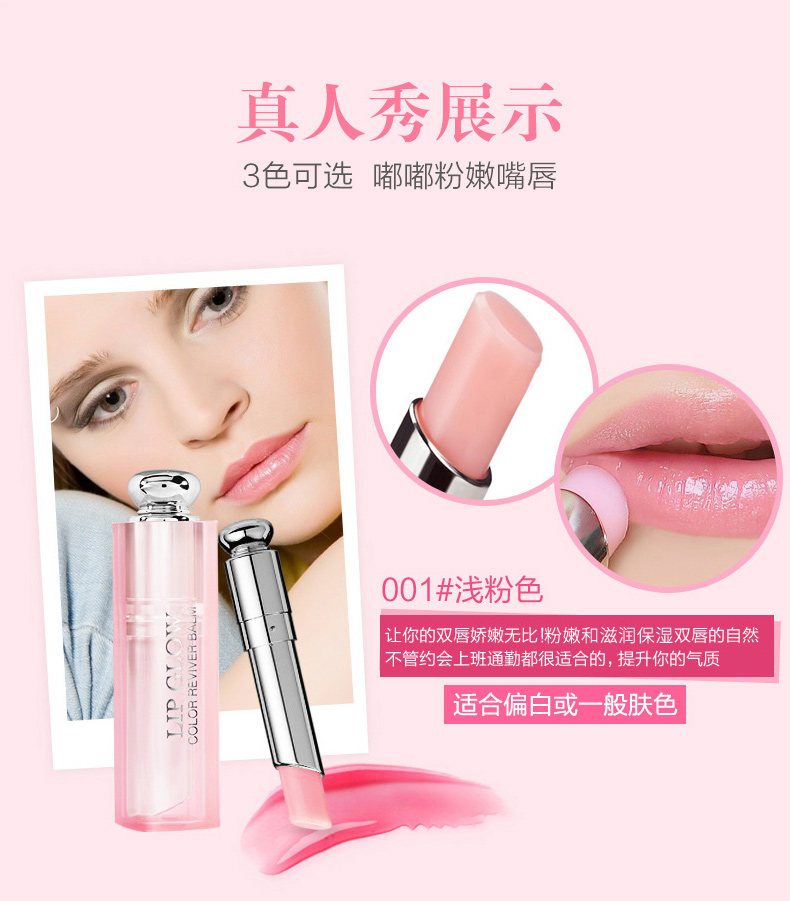 真人秀展示
3色可选 嘟嘟粉嫩嘴唇
001#浅粉色
让你的双唇娇嫩无比!粉嫩和滋润保湿双唇的自然
不管约会上班通勤都很适合的,提升你的气质
适合偏白或一般肤色
LIP GLOW
COLOR REVIVER BALM